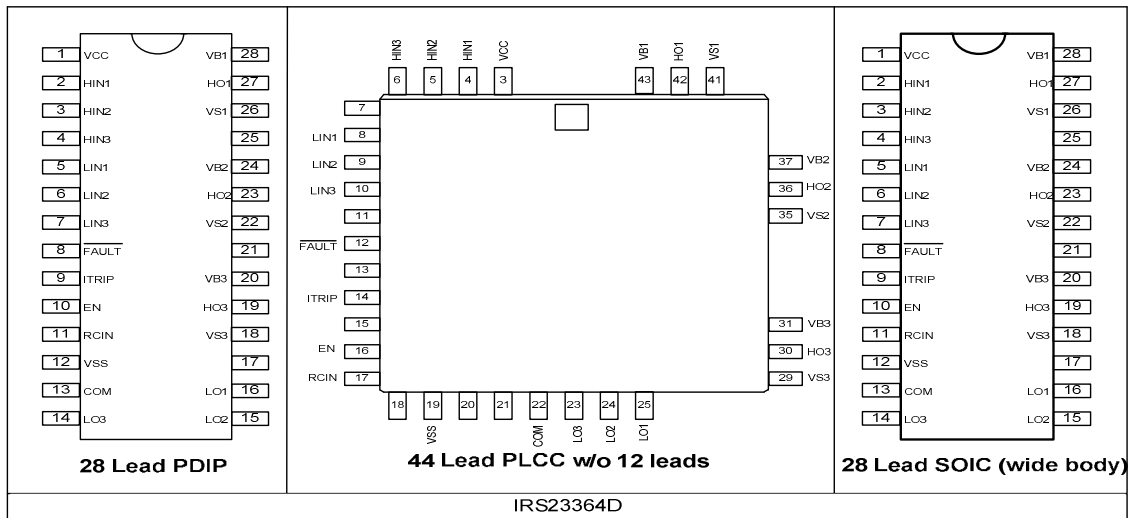 1 VCC VB1 28
2 HIN1 HO1 27
3 HIN2 VS1 26
4 HIN3 25
5 LIN1 VB2 24
6 LIN2 HO2 23
7 LIN3 VS2 22
8 FAULT 21
9 ITRIP VB3 20
10 EN HO3 19
11 RCIN VS3 18
12 VSS 17
13 COM LO1 16
14 LO3 LO2 15
28 Lead PDIP
HIN3 HIN2 HIN1 VCC VB1 HO1 VS1
6 5 4 3 43 42 41
7
LIN1 8
LIN2 9 37 VB2
LIN3 10 36 HO2
11 35 VS2
FAULT 12
13
ITRIP 14
15 31 VB3
EN 16 30 HO3
RCIN 17 29 VS3
18 19 20 21 22 23 24 25
VSS COM LO3 LO2 LO1
44 Lead PLCC w/o 12 leads
1 VCC VB1 28
2 HIN1 HO1 27
3 HIN2 VS1 26
4 HIN3 25
5 LIN1 VB2 24
6 LIN2 HO2 23
7 LIN3 VS2 22
8 FAULT 21
9 ITRIP VB3 20
10 EN HO3 19
11 RCIN VS3 18
12 VSS 17
13 COM LO1 16
14 LO3 LO2 15
28 Lead SOIC (wide body)
IRS23364D